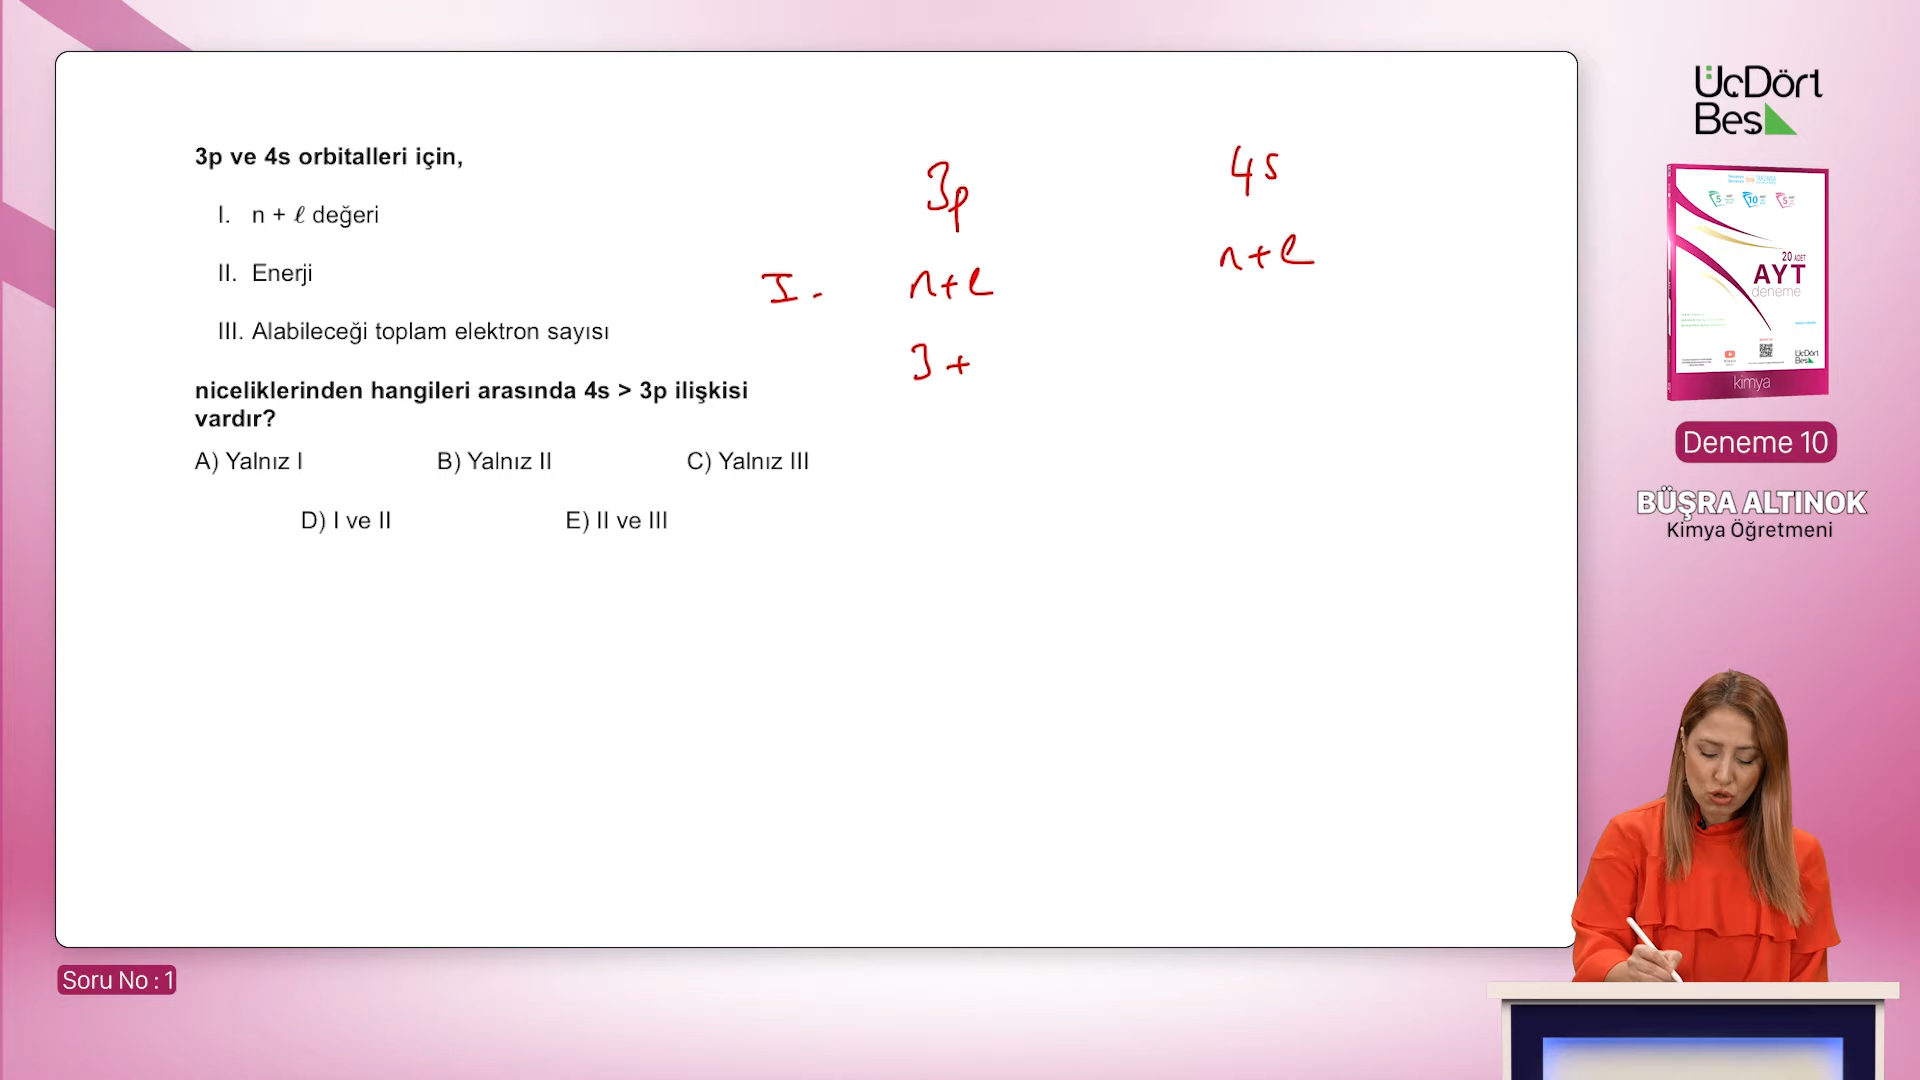 3p ve 4s orbitalleri için,
I. n + ℓ değeri
II. Enerji
III. Alabileceği toplam elektron sayısı
niceliklerinden hangileri arasında 4s > 3p ilişkisi
vardır?
A) Yalnız I B) Yalnız II C) Yalnız III
D) I ve II E) II ve III
3p 4s
I. n+l n+l
3+
ÜçDört
Beş
20 ADET
AYT
deneme
ÜçDört
Beş
kimya
Deneme 10
BÜŞRA ALTINOK
Kimya Öğretmeni
Soru No : 1